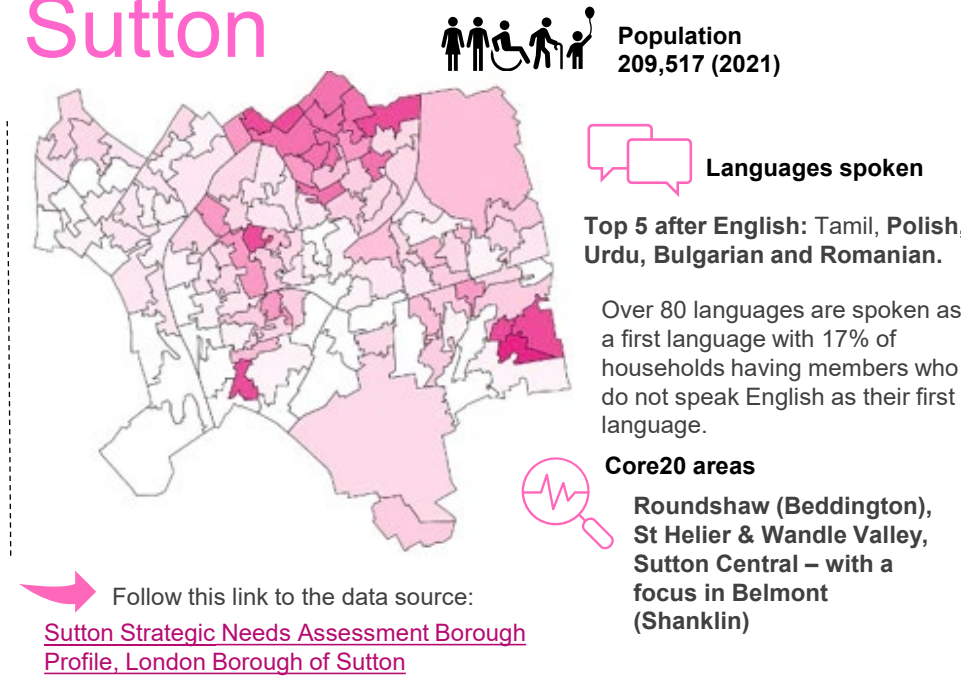 Sutton
Population
209,517 (2021)
Languages spoken
Top 5 after English: Tamil, Polish,
Urdu, Bulgarian and Romanian.
Over 80 languages are spoken as
a first language with 17% of
households having members who
do not speak English as their first
language.
Core20 areas
Roundshaw (Beddington),
St Helier & Wandle Valley,
Sutton Central – with a
focus in Belmont
(Shanklin)
Follow this link to the data source:
Sutton Strategic Needs Assessment Borough
Profile, London Borough of Sutton